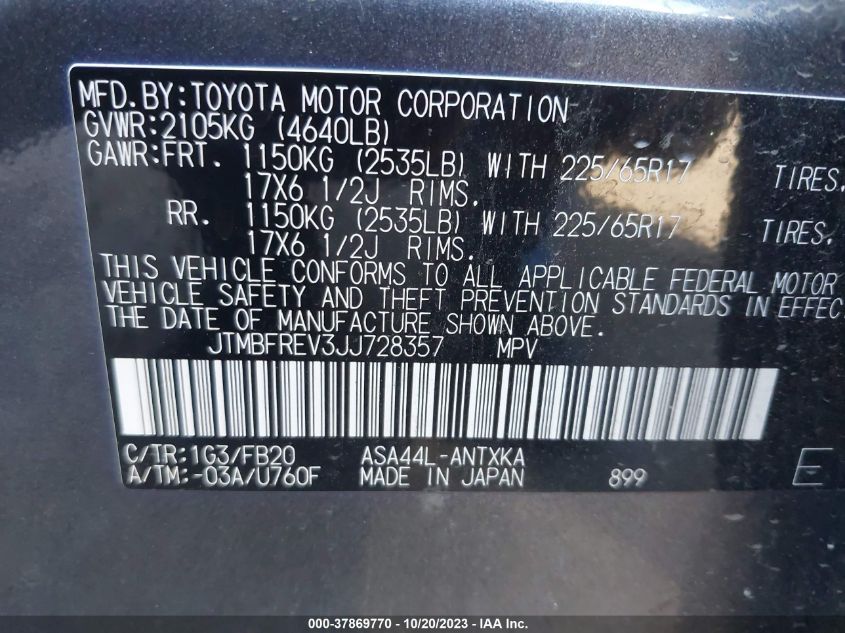 MFD.BY:TOYOTA MOTOR CORPORATION
GVWR:2105KG (4640LB)
GAWR:FRT. 1150KG (2535LB) WITH 225/65R17 TIRES.
17X6 1/2J RIMS.
RR. 1150KG (2535LB) WITH 225/65R17 TIRES.
17X6 1/2J RIMS.
THIS VEHICLE CONFORMS TO ALL APPLICABLE FEDERAL MOTOR
VEHICLE SAFETY AND THEFT PREVENTION STANDARDS IN EFFEC
THE DATE OF MANUFACTURE SHOWN ABOVE.
JTMBFREV3JJ728357 MPV
C/TR:1G3/FB20 ASA44L-ANTXKA
A/TM:-03A/U760F MADE IN JAPAN 899 E
000-37869770 - 10/20/2023 - IAA Inc.